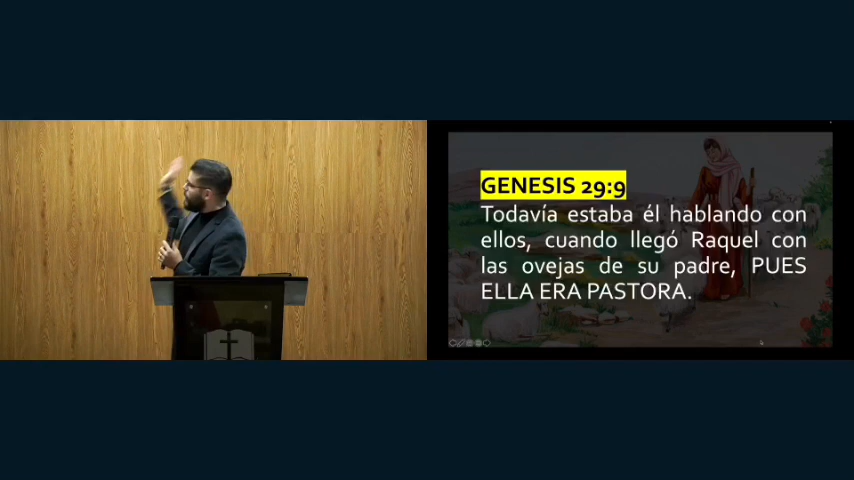 GENESIS 29:9
Todavía estaba él hablando con
ellos, cuando llegó Raquel con
las ovejas de su padre, PUES
ELLA ERA PASTORA.